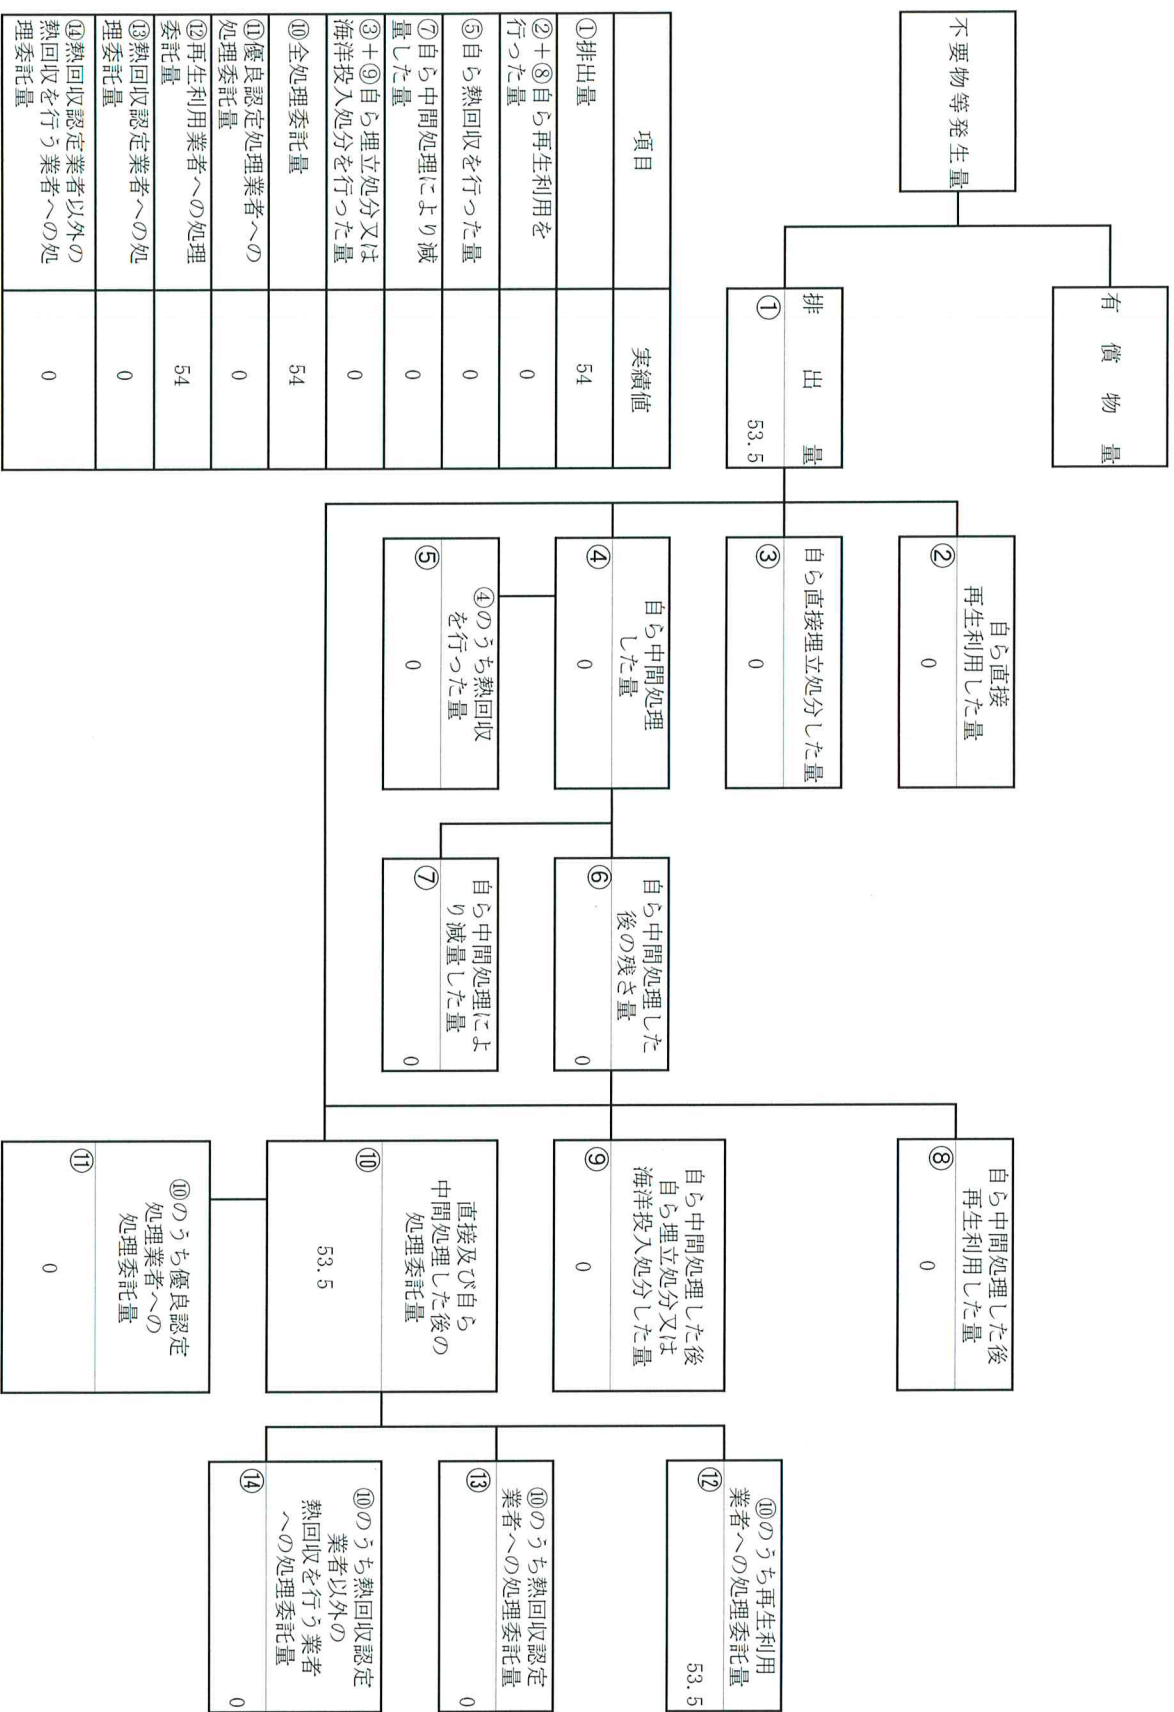 不要物等発生量
有償物量
排出量
① 53.5
自ら直接
再生利用した量
② 0
自ら直接埋立処分した量
③ 0
自ら中間処理
した量
④ 0
④のうち熱回収
を行った量
⑤ 0
自ら中間処理した
後の残さ量
⑥ 0
自ら中間処理によ
り減量した量
⑦ 0
自ら中間処理した後
再生利用した量
⑧ 0
自ら中間処理した後
自ら埋立処分又は
海洋投入処分した量
⑨ 0
直接及び自ら
中間処理した後の
処理委託量
⑩ 53.5
⑩のうち優良認定
処理業者への
処理委託量
⑪ 0
⑩のうち再生利用
業者への処理委託量
⑫ 53.5
⑩のうち熱回収認定
業者への処理委託量
⑬ 0
⑩のうち熱回収認定
業者以外の
熱回収を行う業者
への処理委託量
⑭ 0
項目 実績値
①排出量 54
②+⑧自ら再生利用を
行った量 0
⑤自ら熱回収を行った量 0
⑦自ら中間処理により減
量した量 0
③+⑨自ら埋立処分又は
海洋投入処分を行った量 0
⑩全処理委託量 54
⑪優良認定処理業者への
処理委託量 0
⑫再生利用業者への処理
委託量 54
⑬熱回収認定業者への処
理委託量 0
⑭熱回収認定業者以外の
熱回収を行う業者への処
理委託量 0